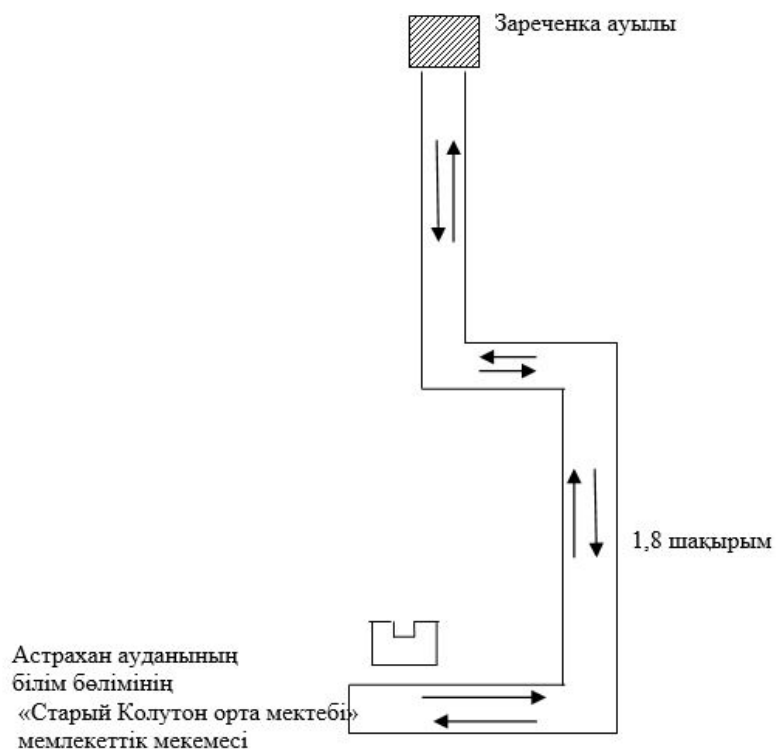 Зареченка ауылы
1,8 шақырым
Астрахан ауданының
білім бөлімінің
«Старый Колутон орта мектебі»
мемлекеттік мекемесі